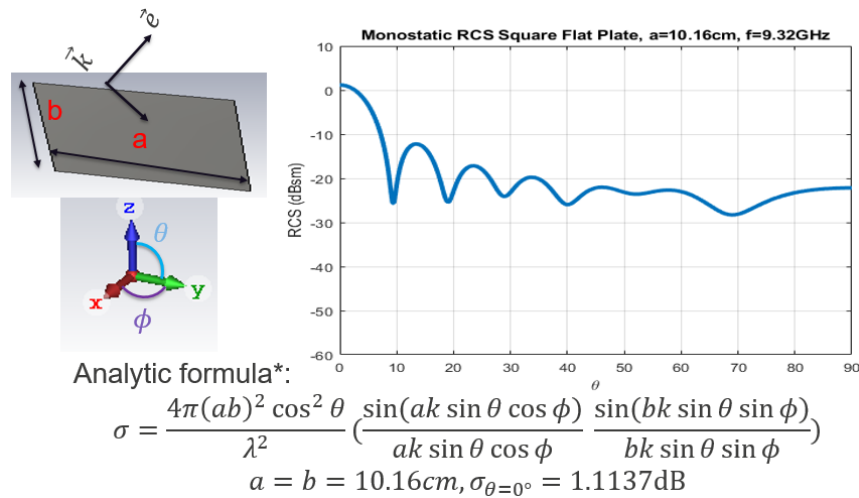 k⃗
e⃗
b
a
z
θ
y
x
ϕ
Monostatic RCS Square Flat Plate, a=10.16cm, f=9.32GHz
RCS (dBsm)
10
0
-10
-20
-30
-40
-50
-60
0 10 20 30 40 50 60 70 80 90
θ
Analytic formula*:
σ = 4π(ab)² cos² θ / λ² (sin(ak sin θ cos ϕ) / ak sin θ cos ϕ sin(bk sin θ sin ϕ) / bk sin θ sin ϕ)
a = b = 10.16cm, σ_{θ=0°} = 1.1137dB